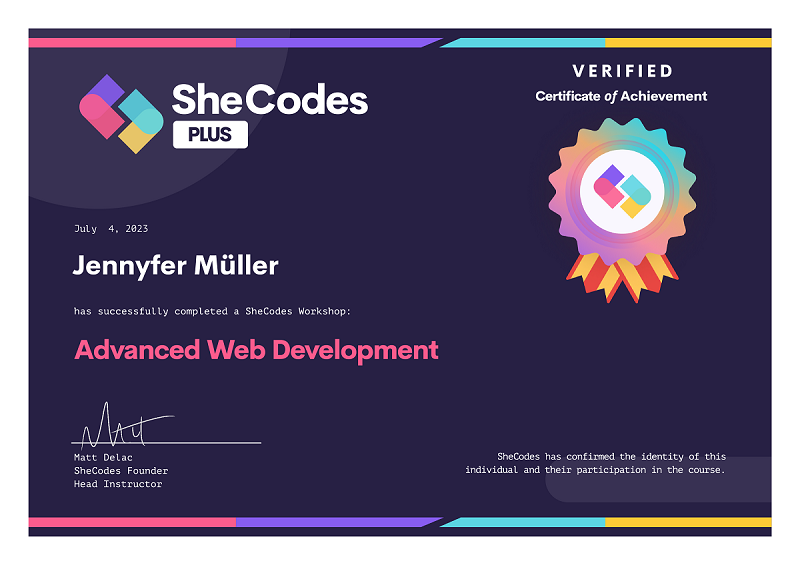 SheCodes
PLUS
VERIFIED
Certificate of Achievement
July  4, 2023
Jennyfer Müller
has successfully completed a SheCodes Workshop:
Advanced Web Development
Matt Delac
SheCodes Founder
Head Instructor
SheCodes has confirmed the identity of this
individual and their participation in the course.